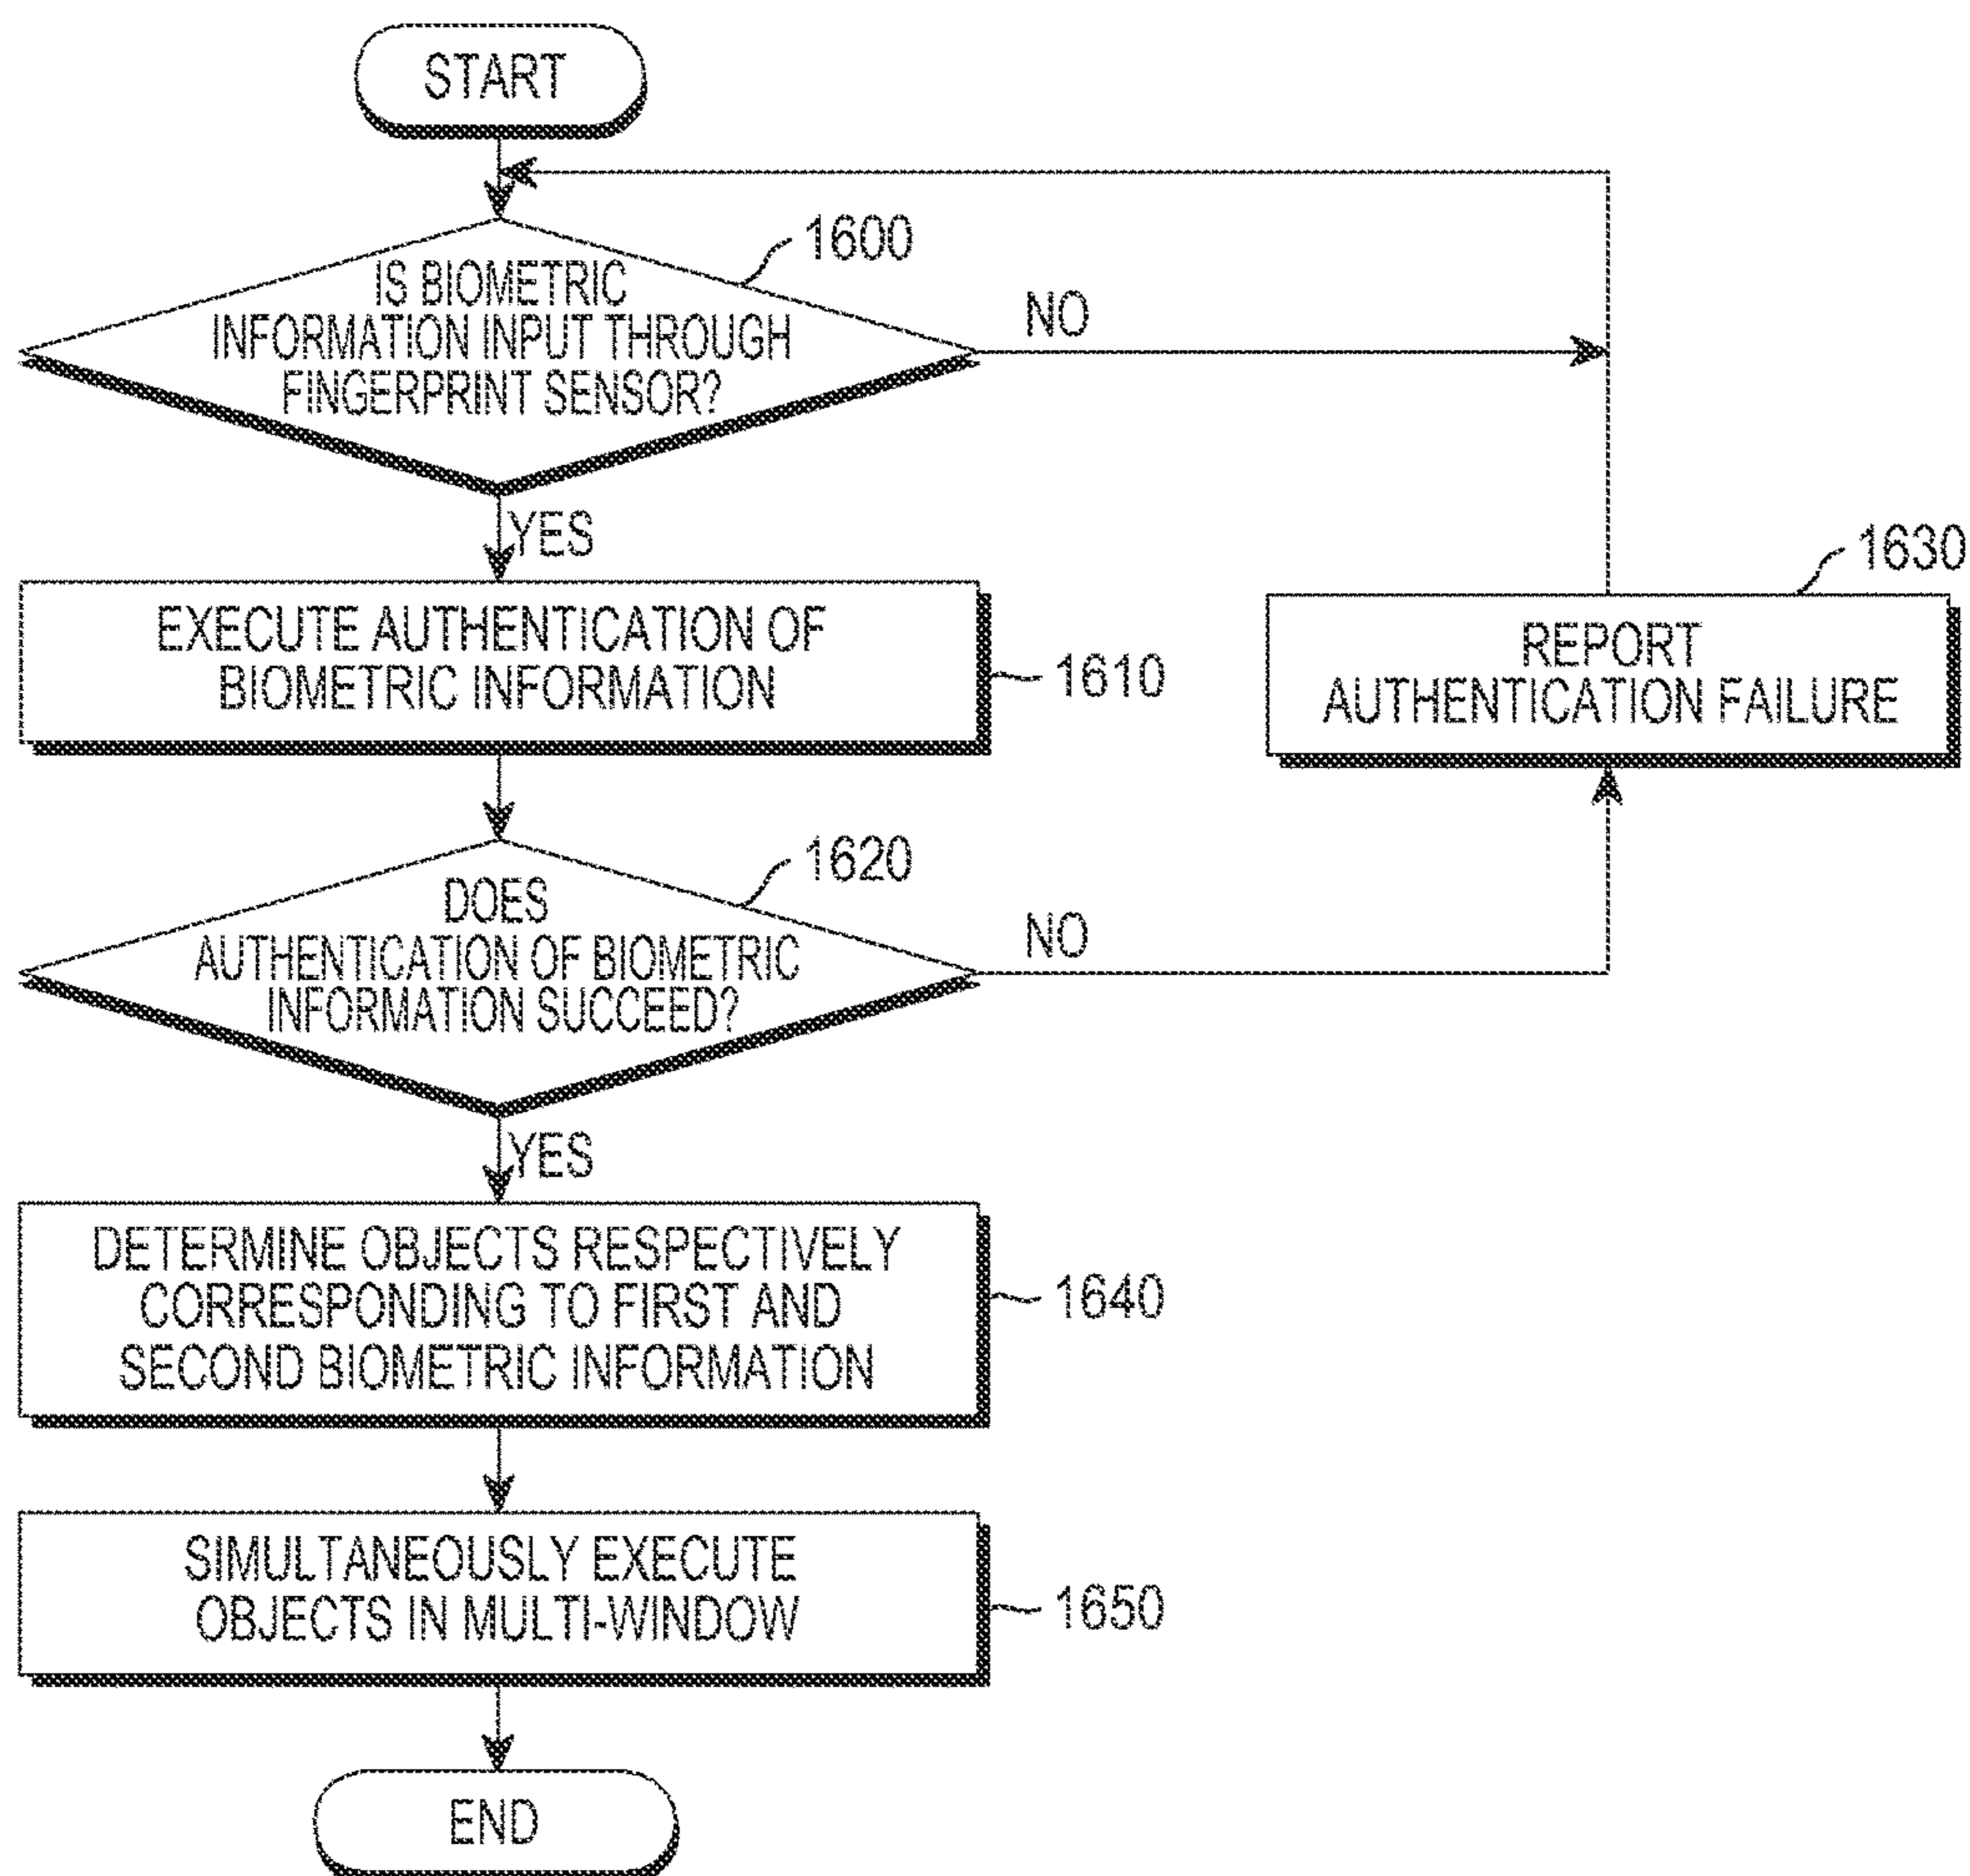 START
1600
IS BIOMETRIC
INFORMATION INPUT THROUGH
FINGERPRINT SENSOR?
NO
YES
1630
EXECUTE AUTHENTICATION OF
BIOMETRIC INFORMATION
1610
REPORT
AUTHENTICATION FAILURE
1620
DOES
AUTHENTICATION OF BIOMETRIC
INFORMATION SUCCEED?
NO
YES
DETERMINE OBJECTS RESPECTIVELY
CORRESPONDING TO FIRST AND
SECOND BIOMETRIC INFORMATION
1640
SIMULTANEOUSLY EXECUTE
OBJECTS IN MULTI-WINDOW
1650
END